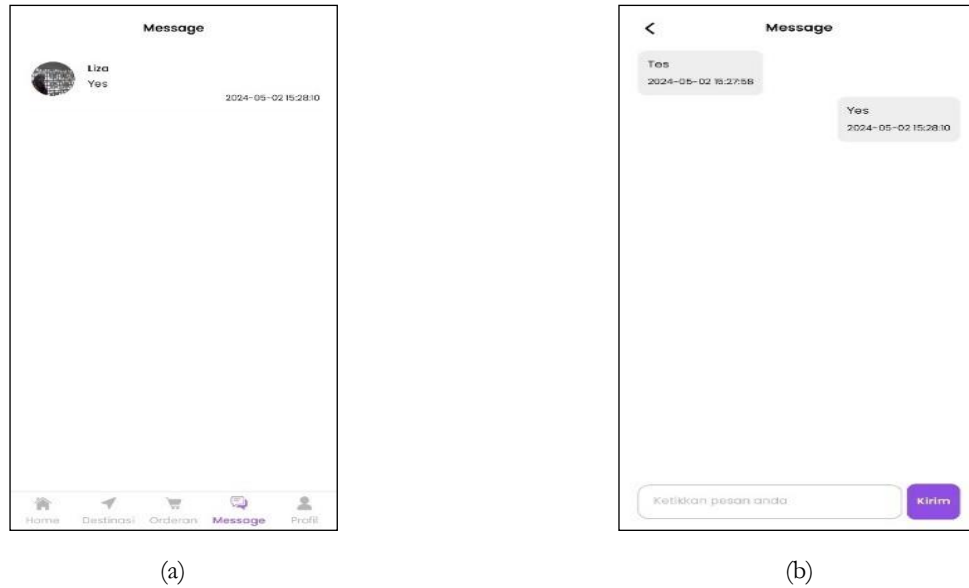 Message
Liza
Yes
2024-05-02 15:28:10
Home Destinasi Orderan Message Profil
(a)
Message
Tes
2024-05-02 15:27:58
Yes
2024-05-02 15:28:10
Ketikkan pesan anda
Kirim
(b)